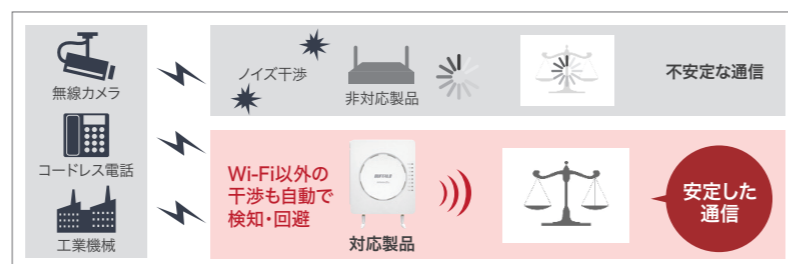 無線カメラ
コードレス電話
工業機械
ノイズ干渉
非対応製品
不安定な通信
Wi-Fi以外の
干渉も自動で
検知・回避
BUFFALO
対応製品
安定した
通信